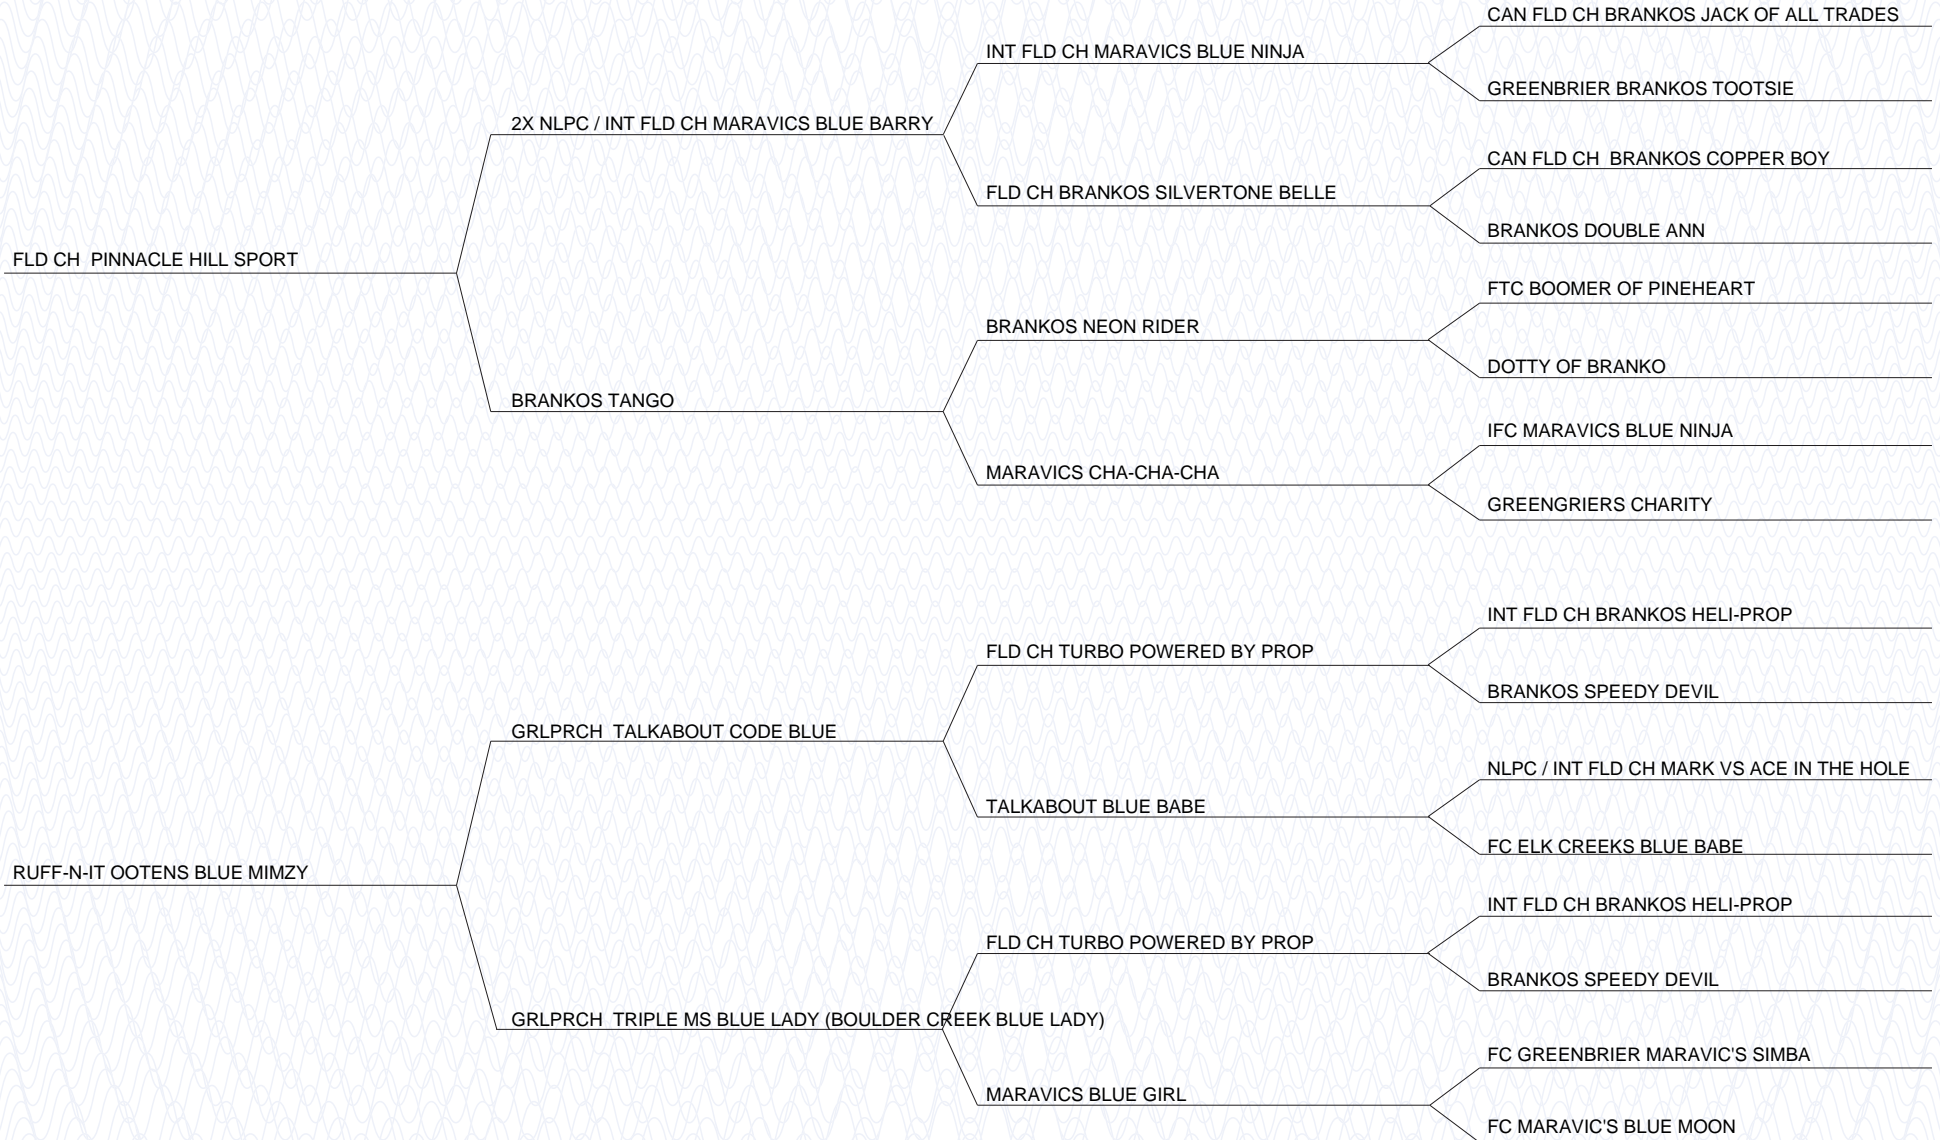 CAN FLD CH BRANKOS JACK OF ALL TRADES
INT FLD CH MARAVICS BLUE NINJA
GREENBRIER BRANKOS TOOTSIE
2X NLPC / INT FLD CH MARAVICS BLUE BARRY
CAN FLD CH  BRANKOS COPPER BOY
FLD CH BRANKOS SILVERTONE BELLE
BRANKOS DOUBLE ANN
FLD CH  PINNACLE HILL SPORT
FTC BOOMER OF PINEHEART
BRANKOS NEON RIDER
DOTTY OF BRANKO
BRANKOS TANGO
IFC MARAVICS BLUE NINJA
MARAVICS CHA-CHA-CHA
GREENGRIERS CHARITY
INT FLD CH BRANKOS HELI-PROP
FLD CH TURBO POWERED BY PROP
BRANKOS SPEEDY DEVIL
GRLPRCH  TALKABOUT CODE BLUE
NLPC / INT FLD CH MARK VS ACE IN THE HOLE
TALKABOUT BLUE BABE
FC ELK CREEKS BLUE BABE
RUFF-N-IT OOTENS BLUE MIMZY
INT FLD CH BRANKOS HELI-PROP
FLD CH TURBO POWERED BY PROP
BRANKOS SPEEDY DEVIL
GRLPRCH  TRIPLE MS BLUE LADY (BOULDER CREEK BLUE LADY)
FC GREENBRIER MARAVIC'S SIMBA
MARAVICS BLUE GIRL
FC MARAVIC'S BLUE MOON